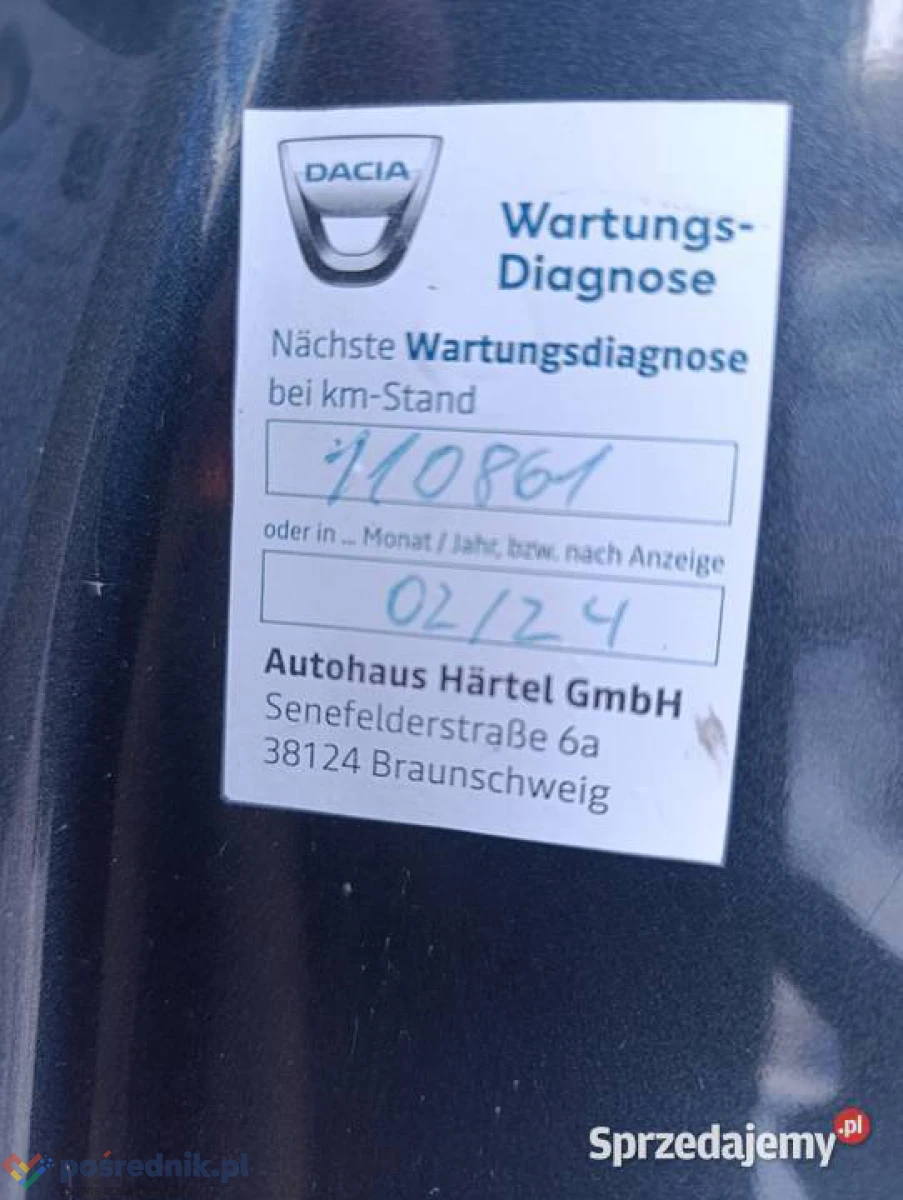 DACIA
Wartungs-
Diagnose
Nächste Wartungsdiagnose
bei km-Stand
110861
oder in ... Monat / Jahr, bzw. nach Anzeige
02/24
Autohaus Härtel GmbH
Senefelderstraße 6a
38124 Braunschweig
Sprzedajemy.pl
pośrednik.pl